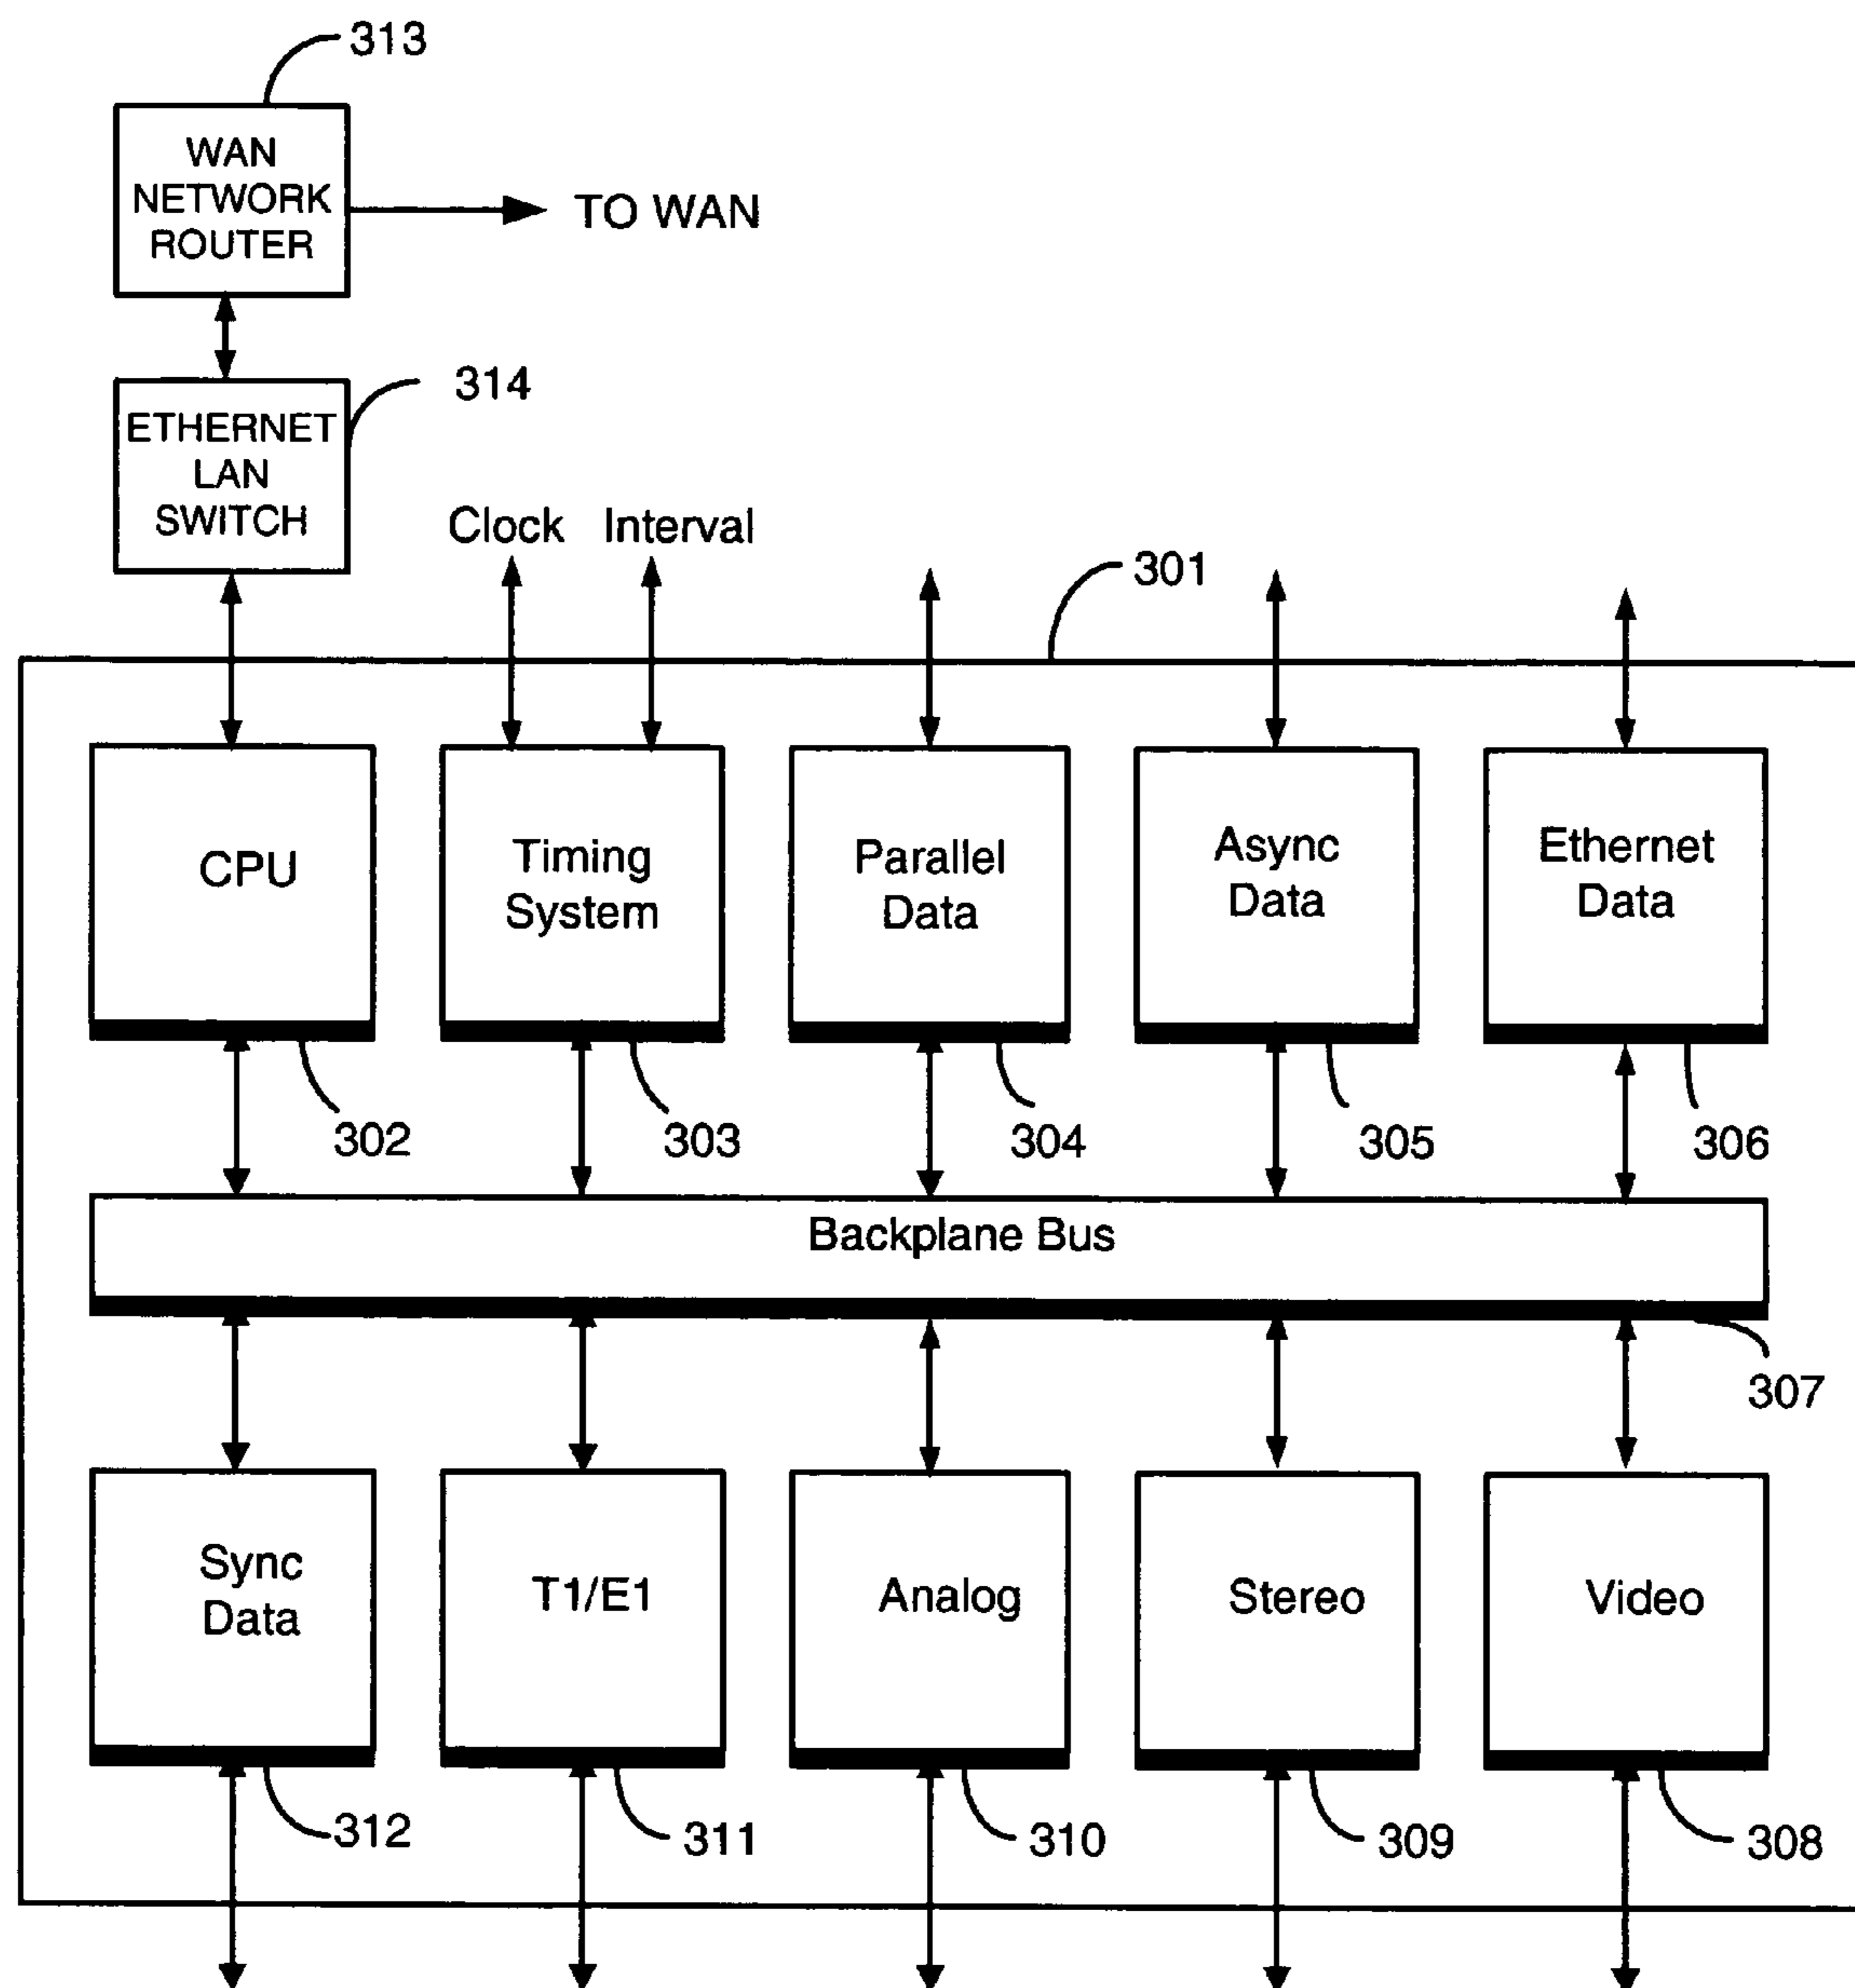 313
WAN
NETWORK
ROUTER
TO WAN
314
ETHERNET
LAN
SWITCH
Clock Interval
301
CPU
Timing
System
Parallel
Data
Async
Data
Ethernet
Data
302
303
304
305
306
Backplane Bus
307
Sync
Data
T1/E1
Analog
Stereo
Video
312
311
310
309
308